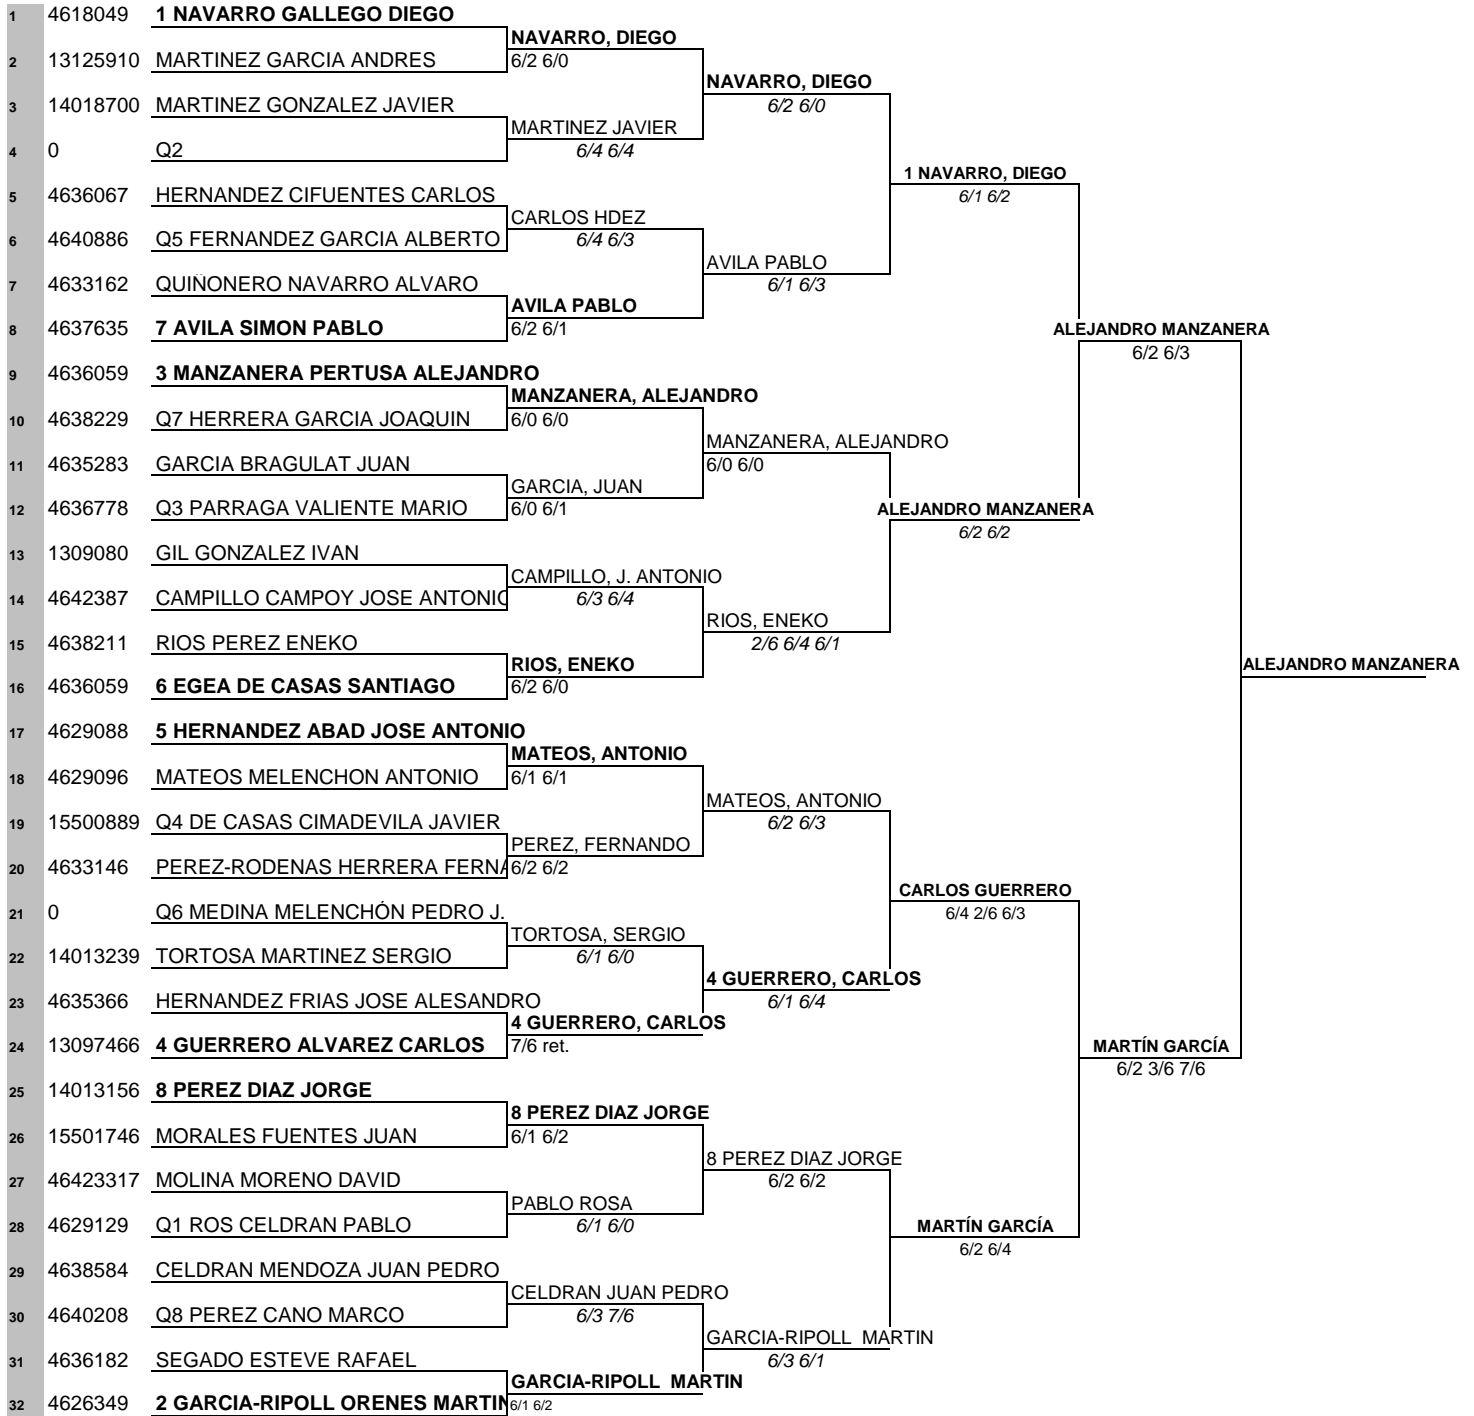 1 4618049 1 NAVARRO GALLEGO DIEGO
NAVARRO, DIEGO
2 13125910 MARTINEZ GARCIA ANDRES 6/2 6/0
NAVARRO, DIEGO
3 14018700 MARTINEZ GONZALEZ JAVIER 6/2 6/0
MARTINEZ JAVIER
4 0 Q2 6/4 6/4
1 NAVARRO, DIEGO
5 4636067 HERNANDEZ CIFUENTES CARLOS 6/1 6/2
CARLOS HDEZ
6 4640886 Q5 FERNANDEZ GARCIA ALBERTO 6/4 6/3
AVILA PABLO
7 4633162 QUIÑONERO NAVARRO ALVARO 6/1 6/3
AVILA PABLO
8 4637635 7 AVILA SIMON PABLO 6/2 6/1 ALEJANDRO MANZANERA
6/2 6/3
9 4636059 3 MANZANERA PERTUSA ALEJANDRO
MANZANERA, ALEJANDRO
10 4638229 Q7 HERRERA GARCIA JOAQUIN 6/0 6/0
MANZANERA, ALEJANDRO
11 4635283 GARCIA BRAGULAT JUAN 6/0 6/0
GARCIA, JUAN
12 4636778 Q3 PARRAGA VALIENTE MARIO 6/0 6/1 ALEJANDRO MANZANERA
6/2 6/2
13 1309080 GIL GONZALEZ IVAN
CAMPILLO, J. ANTONIO
14 4642387 CAMPILLO CAMPOY JOSE ANTONIO 6/3 6/4
RIOS, ENEKO
15 4638211 RIOS PEREZ ENEKO 2/6 6/4 6/1
RIOS, ENEKO ALEJANDRO MANZANERA
16 4636059 6 EGEA DE CASAS SANTIAGO 6/2 6/0
17 4629088 5 HERNANDEZ ABAD JOSE ANTONIO
MATEOS, ANTONIO
18 4629096 MATEOS MELENCHON ANTONIO 6/1 6/1
MATEOS, ANTONIO
19 15500889 Q4 DE CASAS CIMADEVILA JAVIER 6/2 6/3
PEREZ, FERNANDO
20 4633146 PEREZ-RODENAS HERRERA FERNA 6/2 6/2
CARLOS GUERRERO
21 0 Q6 MEDINA MELENCHÓN PEDRO J. 6/4 2/6 6/3
TORTOSA, SERGIO
22 14013239 TORTOSA MARTINEZ SERGIO 6/1 6/0
4 GUERRERO, CARLOS
23 4635366 HERNANDEZ FRIAS JOSE ALESANDRO 6/1 6/4
4 GUERRERO, CARLOS
24 13097466 4 GUERRERO ALVAREZ CARLOS 7/6 ret. MARTÍN GARCÍA
6/2 3/6 7/6
25 14013156 8 PEREZ DIAZ JORGE
8 PEREZ DIAZ JORGE
26 15501746 MORALES FUENTES JUAN 6/1 6/2
8 PEREZ DIAZ JORGE
27 46423317 MOLINA MORENO DAVID 6/2 6/2
PABLO ROSA
28 4629129 Q1 ROS CELDRAN PABLO 6/1 6/0 MARTÍN GARCÍA
6/2 6/4
29 4638584 CELDRAN MENDOZA JUAN PEDRO
CELDRAN JUAN PEDRO
30 4640208 Q8 PEREZ CANO MARCO 6/3 7/6
GARCIA-RIPOLL MARTIN
31 4636182 SEGADO ESTEVE RAFAEL 6/3 6/1
GARCIA-RIPOLL MARTIN
32 4626349 2 GARCIA-RIPOLL ORENES MARTIN 6/1 6/2